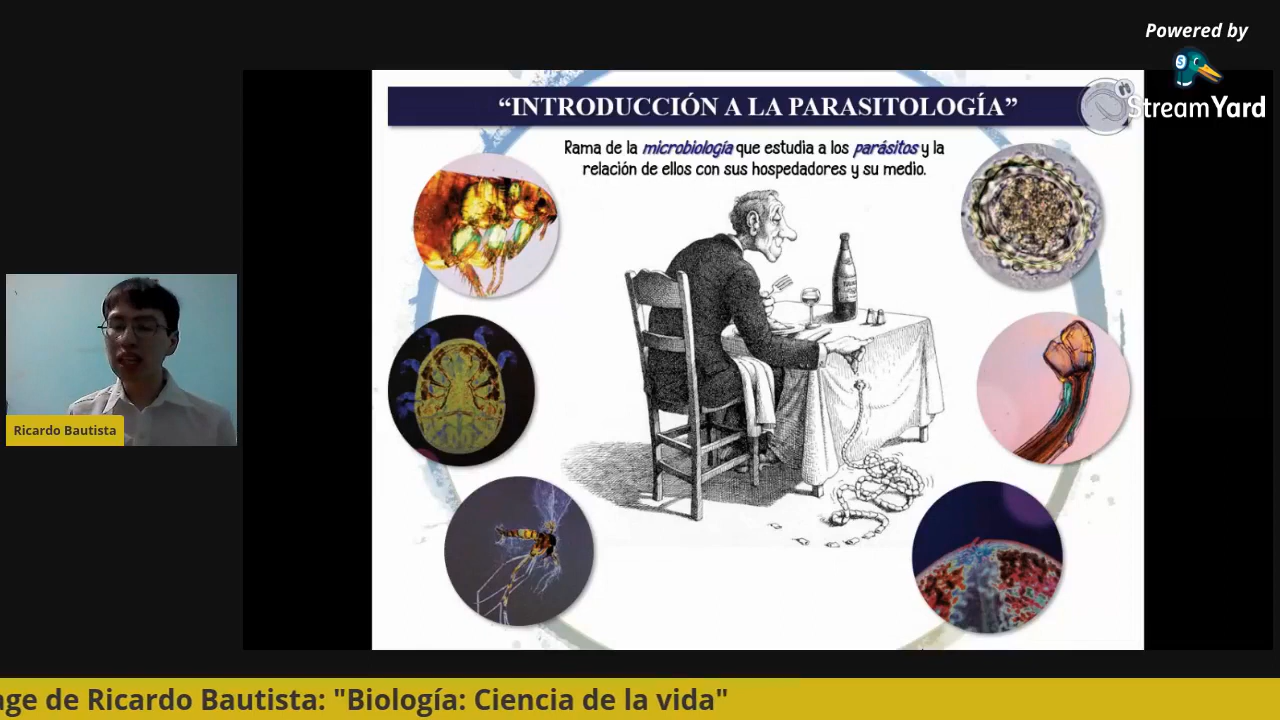 Powered by
StreamYard
“INTRODUCCIÓN A LA PARASITOLOGÍA”
Rama de la microbiología que estudia a los parásitos y la
relación de ellos con sus hospedadores y su medio.
Ricardo Bautista
age de Ricardo Bautista: "Biología: Ciencia de la vida"